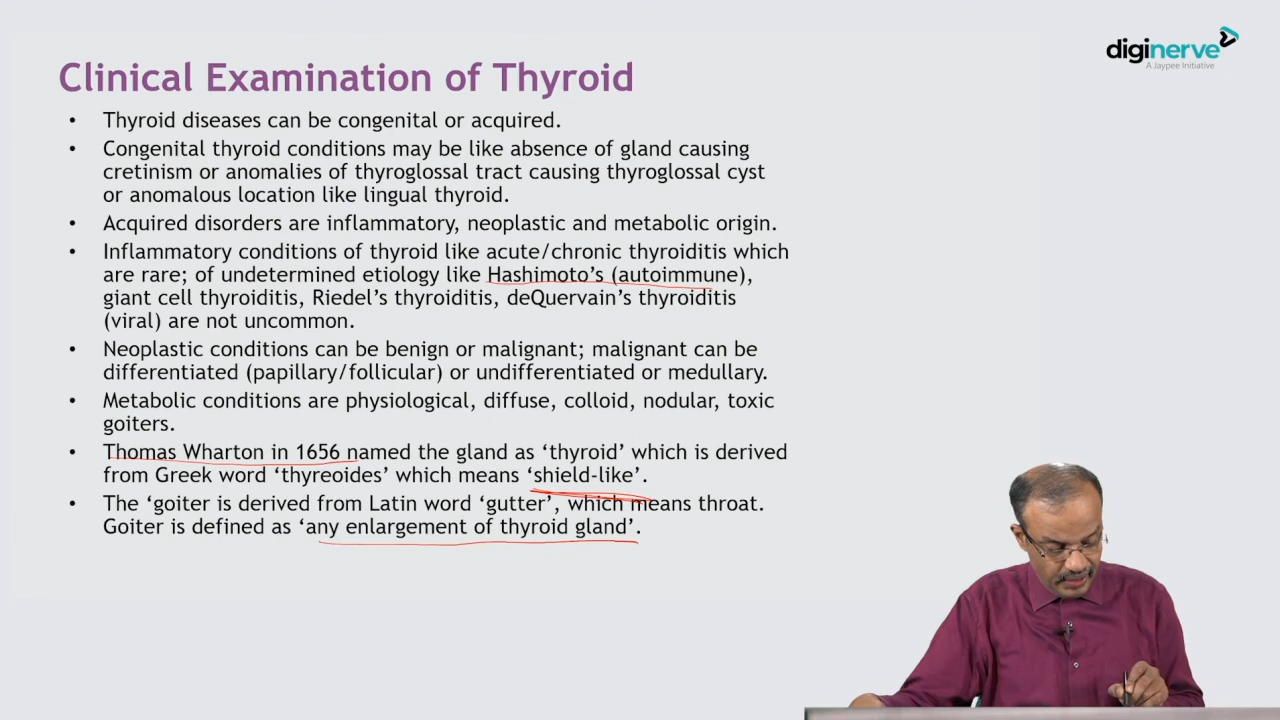 diginerve
A Jaypee Initiative
Clinical Examination of Thyroid
• Thyroid diseases can be congenital or acquired.
• Congenital thyroid conditions may be like absence of gland causing
cretinism or anomalies of thyroglossal tract causing thyroglossal cyst
or anomalous location like lingual thyroid.
• Acquired disorders are inflammatory, neoplastic and metabolic origin.
• Inflammatory conditions of thyroid like acute/chronic thyroiditis which
are rare; of undetermined etiology like Hashimoto’s (autoimmune),
giant cell thyroiditis, Riedel’s thyroiditis, deQuervain’s thyroiditis
(viral) are not uncommon.
• Neoplastic conditions can be benign or malignant; malignant can be
differentiated (papillary/follicular) or undifferentiated or medullary.
• Metabolic conditions are physiological, diffuse, colloid, nodular, toxic
goiters.
• Thomas Wharton in 1656 named the gland as ‘thyroid’ which is derived
from Greek word ‘thyreoides’ which means ‘shield-like’.
• The ‘goiter is derived from Latin word ‘gutter’, which means throat.
Goiter is defined as ‘any enlargement of thyroid gland’.